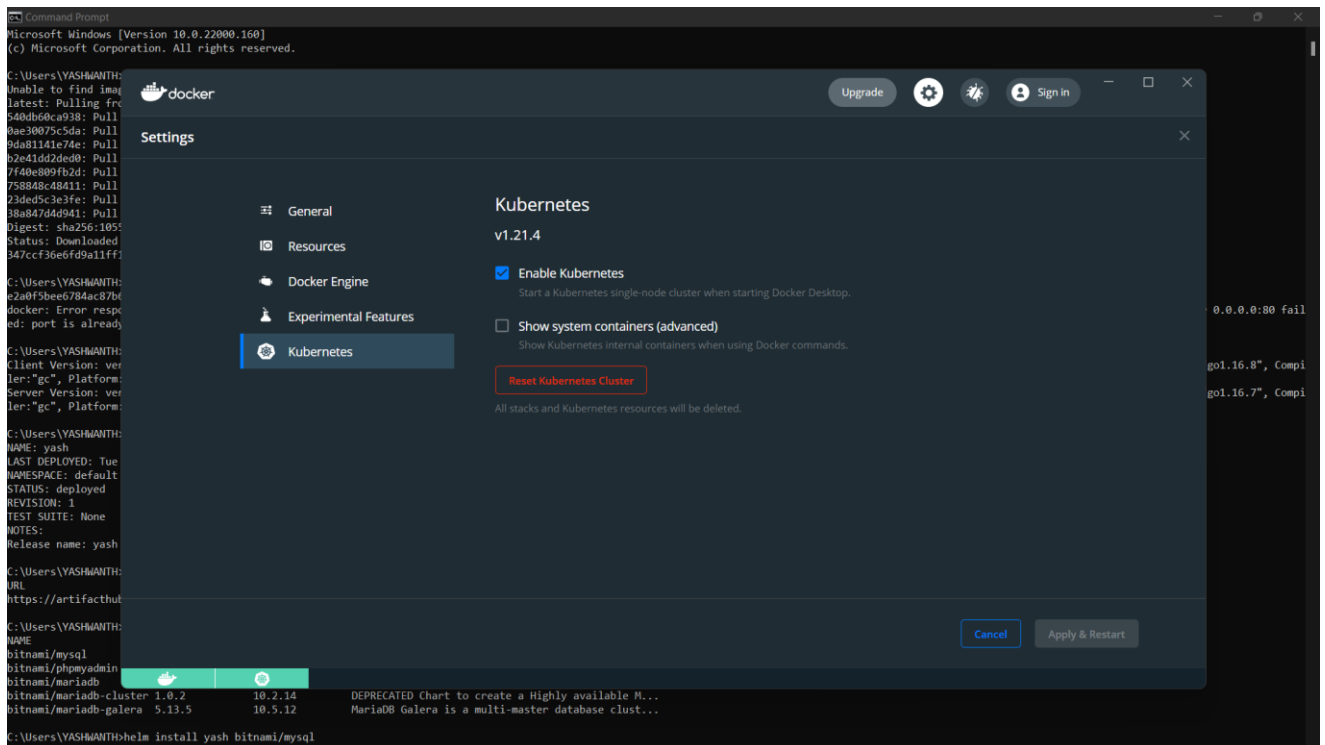 Command Prompt
Microsoft Windows [Version 10.0.22000.160]
(c) Microsoft Corporation. All rights reserved.
C:\Users\YASHWANTH>
Unable to find imag
latest: Pulling fro
540db60ca938: Pull
0ae30075c5da: Pull
9da81141e74e: Pull
b2e41dd2ded0: Pull
7f40e809fb2d: Pull
758848c48411: Pull
23ded5c3e3fe: Pull
38a847d4d941: Pull
Digest: sha256:1055
Status: Downloaded
347ccf36e6fd9a11ff1
C:\Users\YASHWANTH>
e2a0f5bee6784ac87b6
docker: Error respo 0.0.0.0:80 fail
ed: port is already
C:\Users\YASHWANTH>
Client Version: ver go1.16.8", Compi
ler:"gc", Platform:
Server Version: ver go1.16.7", Compi
ler:"gc", Platform:
C:\Users\YASHWANTH>
NAME: yash
LAST DEPLOYED: Tue
NAMESPACE: default
STATUS: deployed
REVISION: 1
TEST SUITE: None
NOTES:
Release name: yash
C:\Users\YASHWANTH>
URL
https://artifacthub
C:\Users\YASHWANTH>
NAME
bitnami/mysql
bitnami/phpmyadmin
bitnami/mariadb
bitnami/mariadb-cluster 1.0.2 10.2.14 DEPRECATED Chart to create a Highly available M...
bitnami/mariadb-galera 5.13.5 10.5.12 MariaDB Galera is a multi-master database clust...
C:\Users\YASHWANTH>helm install yash bitnami/mysql
docker
Upgrade
Sign in
Settings
General
Resources
Docker Engine
Experimental Features
Kubernetes
Kubernetes
v1.21.4
Enable Kubernetes
Start a Kubernetes single-node cluster when starting Docker Desktop.
Show system containers (advanced)
Show Kubernetes internal containers when using Docker commands.
Reset Kubernetes Cluster
All stacks and Kubernetes resources will be deleted.
Cancel
Apply & Restart